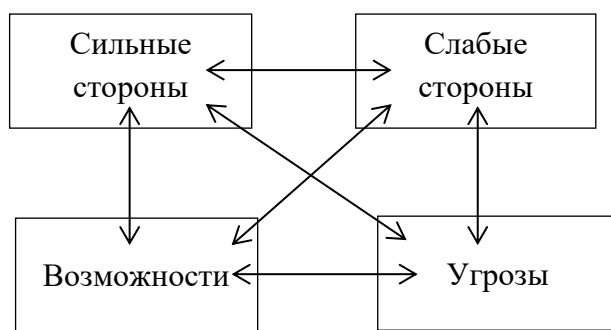 Сильные
стороны
Слабые
стороны
Возможности
Угрозы